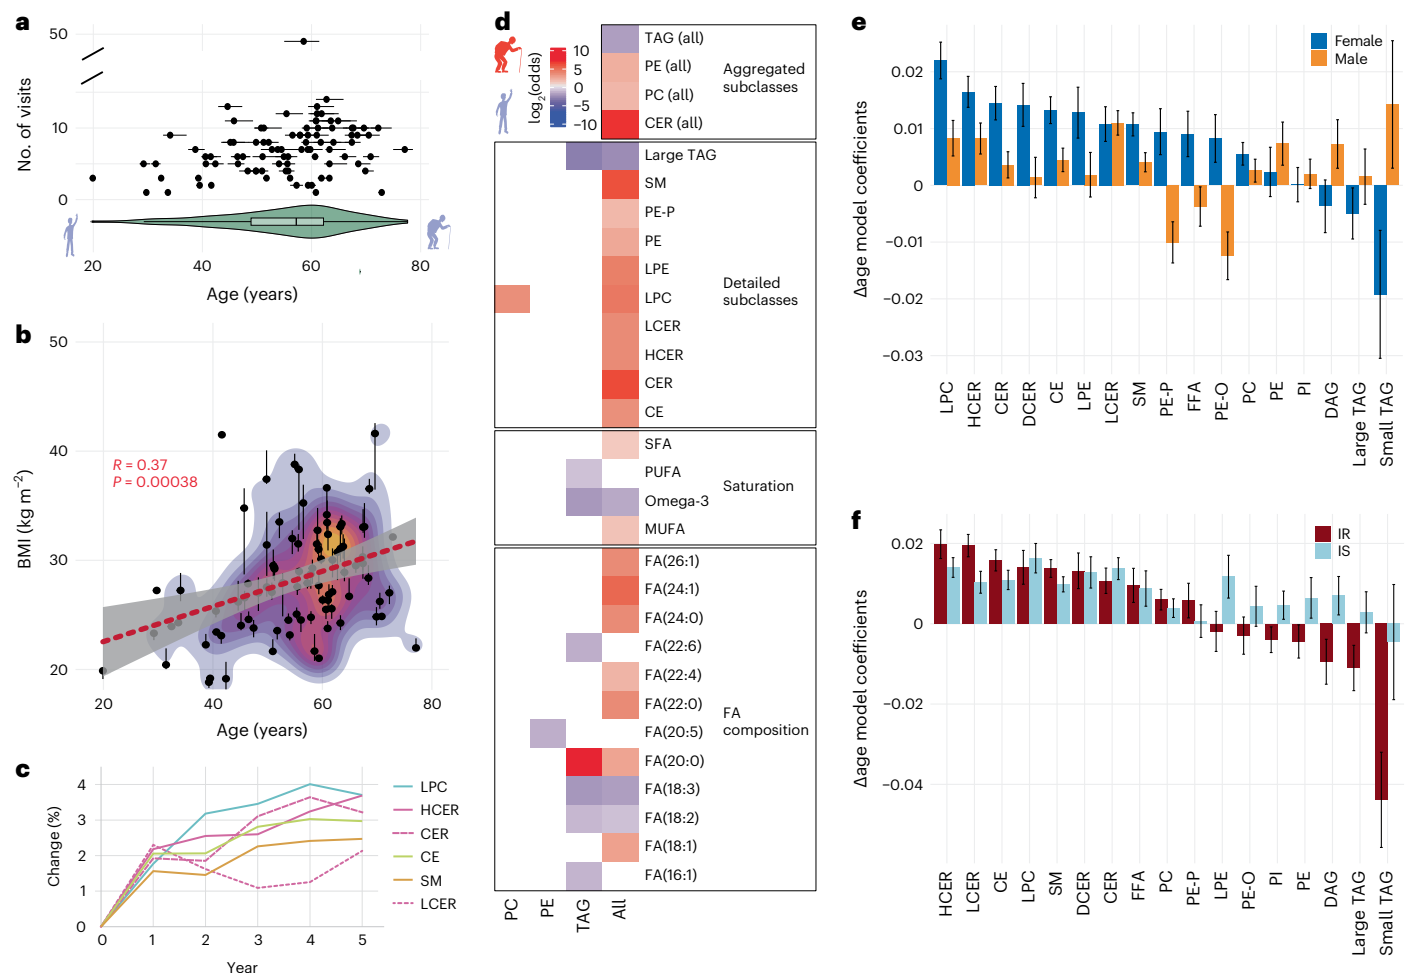 a
50
10
0
No. of visits
20
40
60
80
Age (years)
b
50
40
30
20
BMI (kg m−2)
R = 0.37
P = 0.00038
20
40
60
80
Age (years)
c
4
3
2
1
0
Change (%)
0
1
2
3
4
5
Year
LPC
HCER
CER
CE
SM
LCER
d
log2(odds)
10
5
0
−5
−10
TAG (all)
PE (all)
PC (all)
CER (all)
Aggregated
subclasses
Large TAG
SM
PE-P
PE
LPE
LPC
LCER
HCER
CER
CE
Detailed
subclasses
SFA
PUFA
Omega-3
MUFA
Saturation
FA(26:1)
FA(24:1)
FA(24:0)
FA(22:6)
FA(22:4)
FA(22:0)
FA(20:5)
FA(20:0)
FA(18:3)
FA(18:2)
FA(18:1)
FA(16:1)
FA
composition
PC
PE
TAG
All
e
Female
Male
0.02
0.01
0
−0.01
−0.02
−0.03
Δage model coefficients
LPC
HCER
CER
DCER
CE
LPE
LCER
SM
PE-P
FFA
PE-O
PC
PE
PI
DAG
Large TAG
Small TAG
f
IR
IS
0.02
0
−0.02
−0.04
Δage model coefficients
HCER
LCER
CE
LPC
SM
DCER
CER
FFA
PC
PE-P
LPE
PE-O
PI
PE
DAG
Large TAG
Small TAG